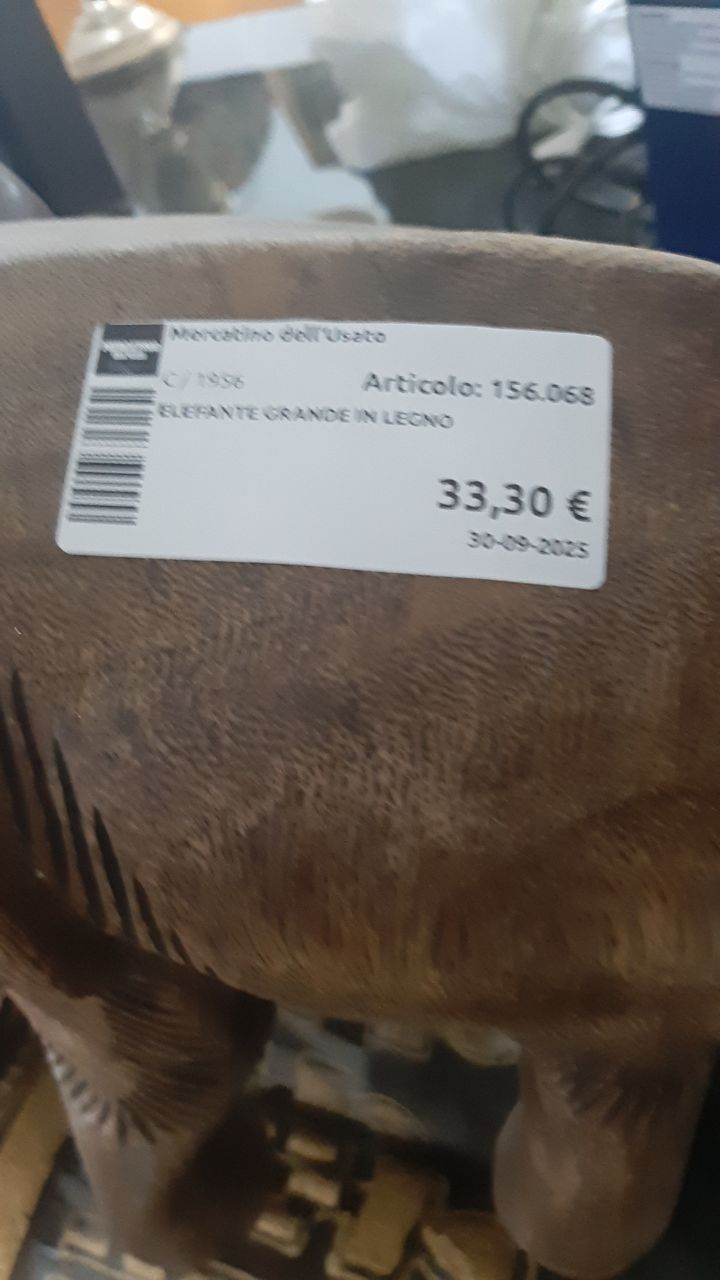 Mercatino dell'Usato
C / 1956
Articolo: 156.068
ELEFANTE GRANDE IN LEGNO
33,30 €
30-09-2025